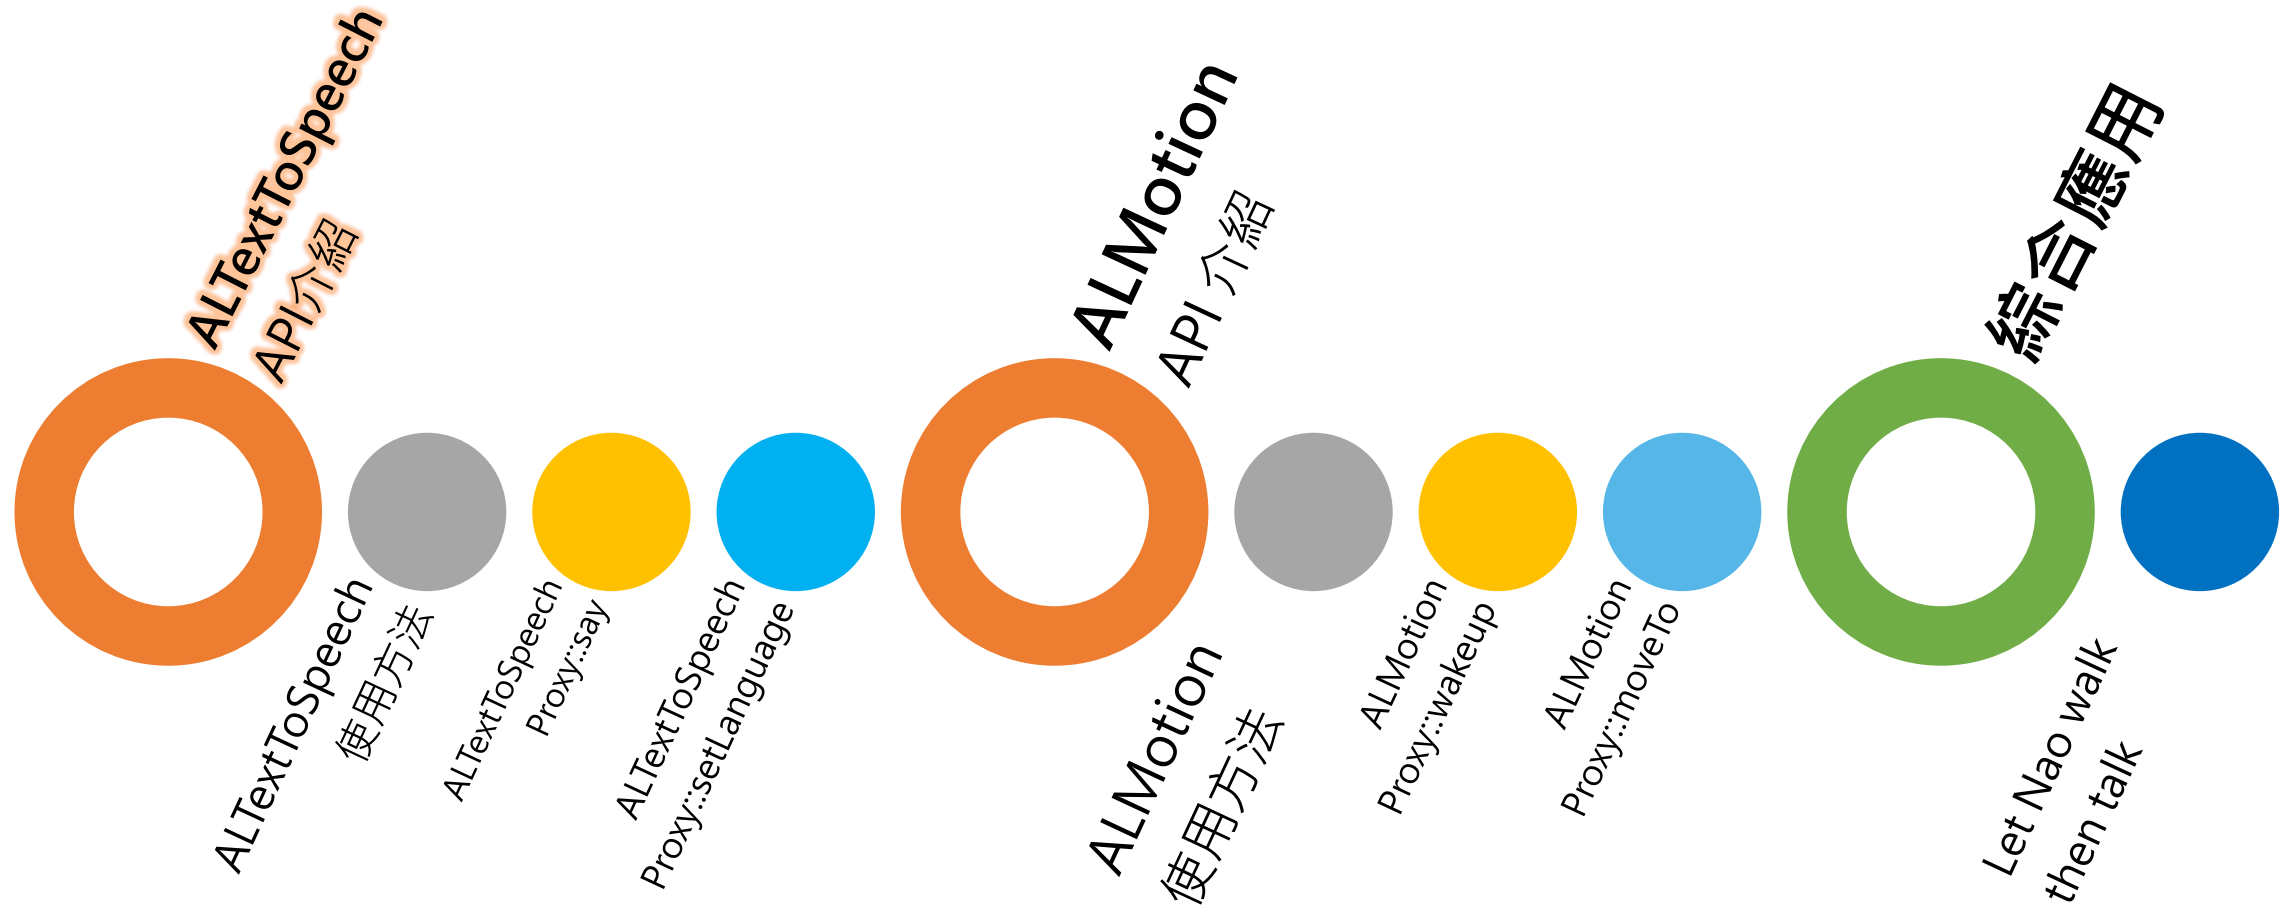 ALTextToSpeech
API介紹
ALTextToSpeech
使用方法
ALTextToSpeech
Proxy::say
ALTextToSpeech
Proxy::setLanguage
ALMotion
API 介紹
ALMotion
使用方法
ALMotion
Proxy::wakeup
ALMotion
Proxy::moveTo
綜合應用
Let Nao walk
then talk